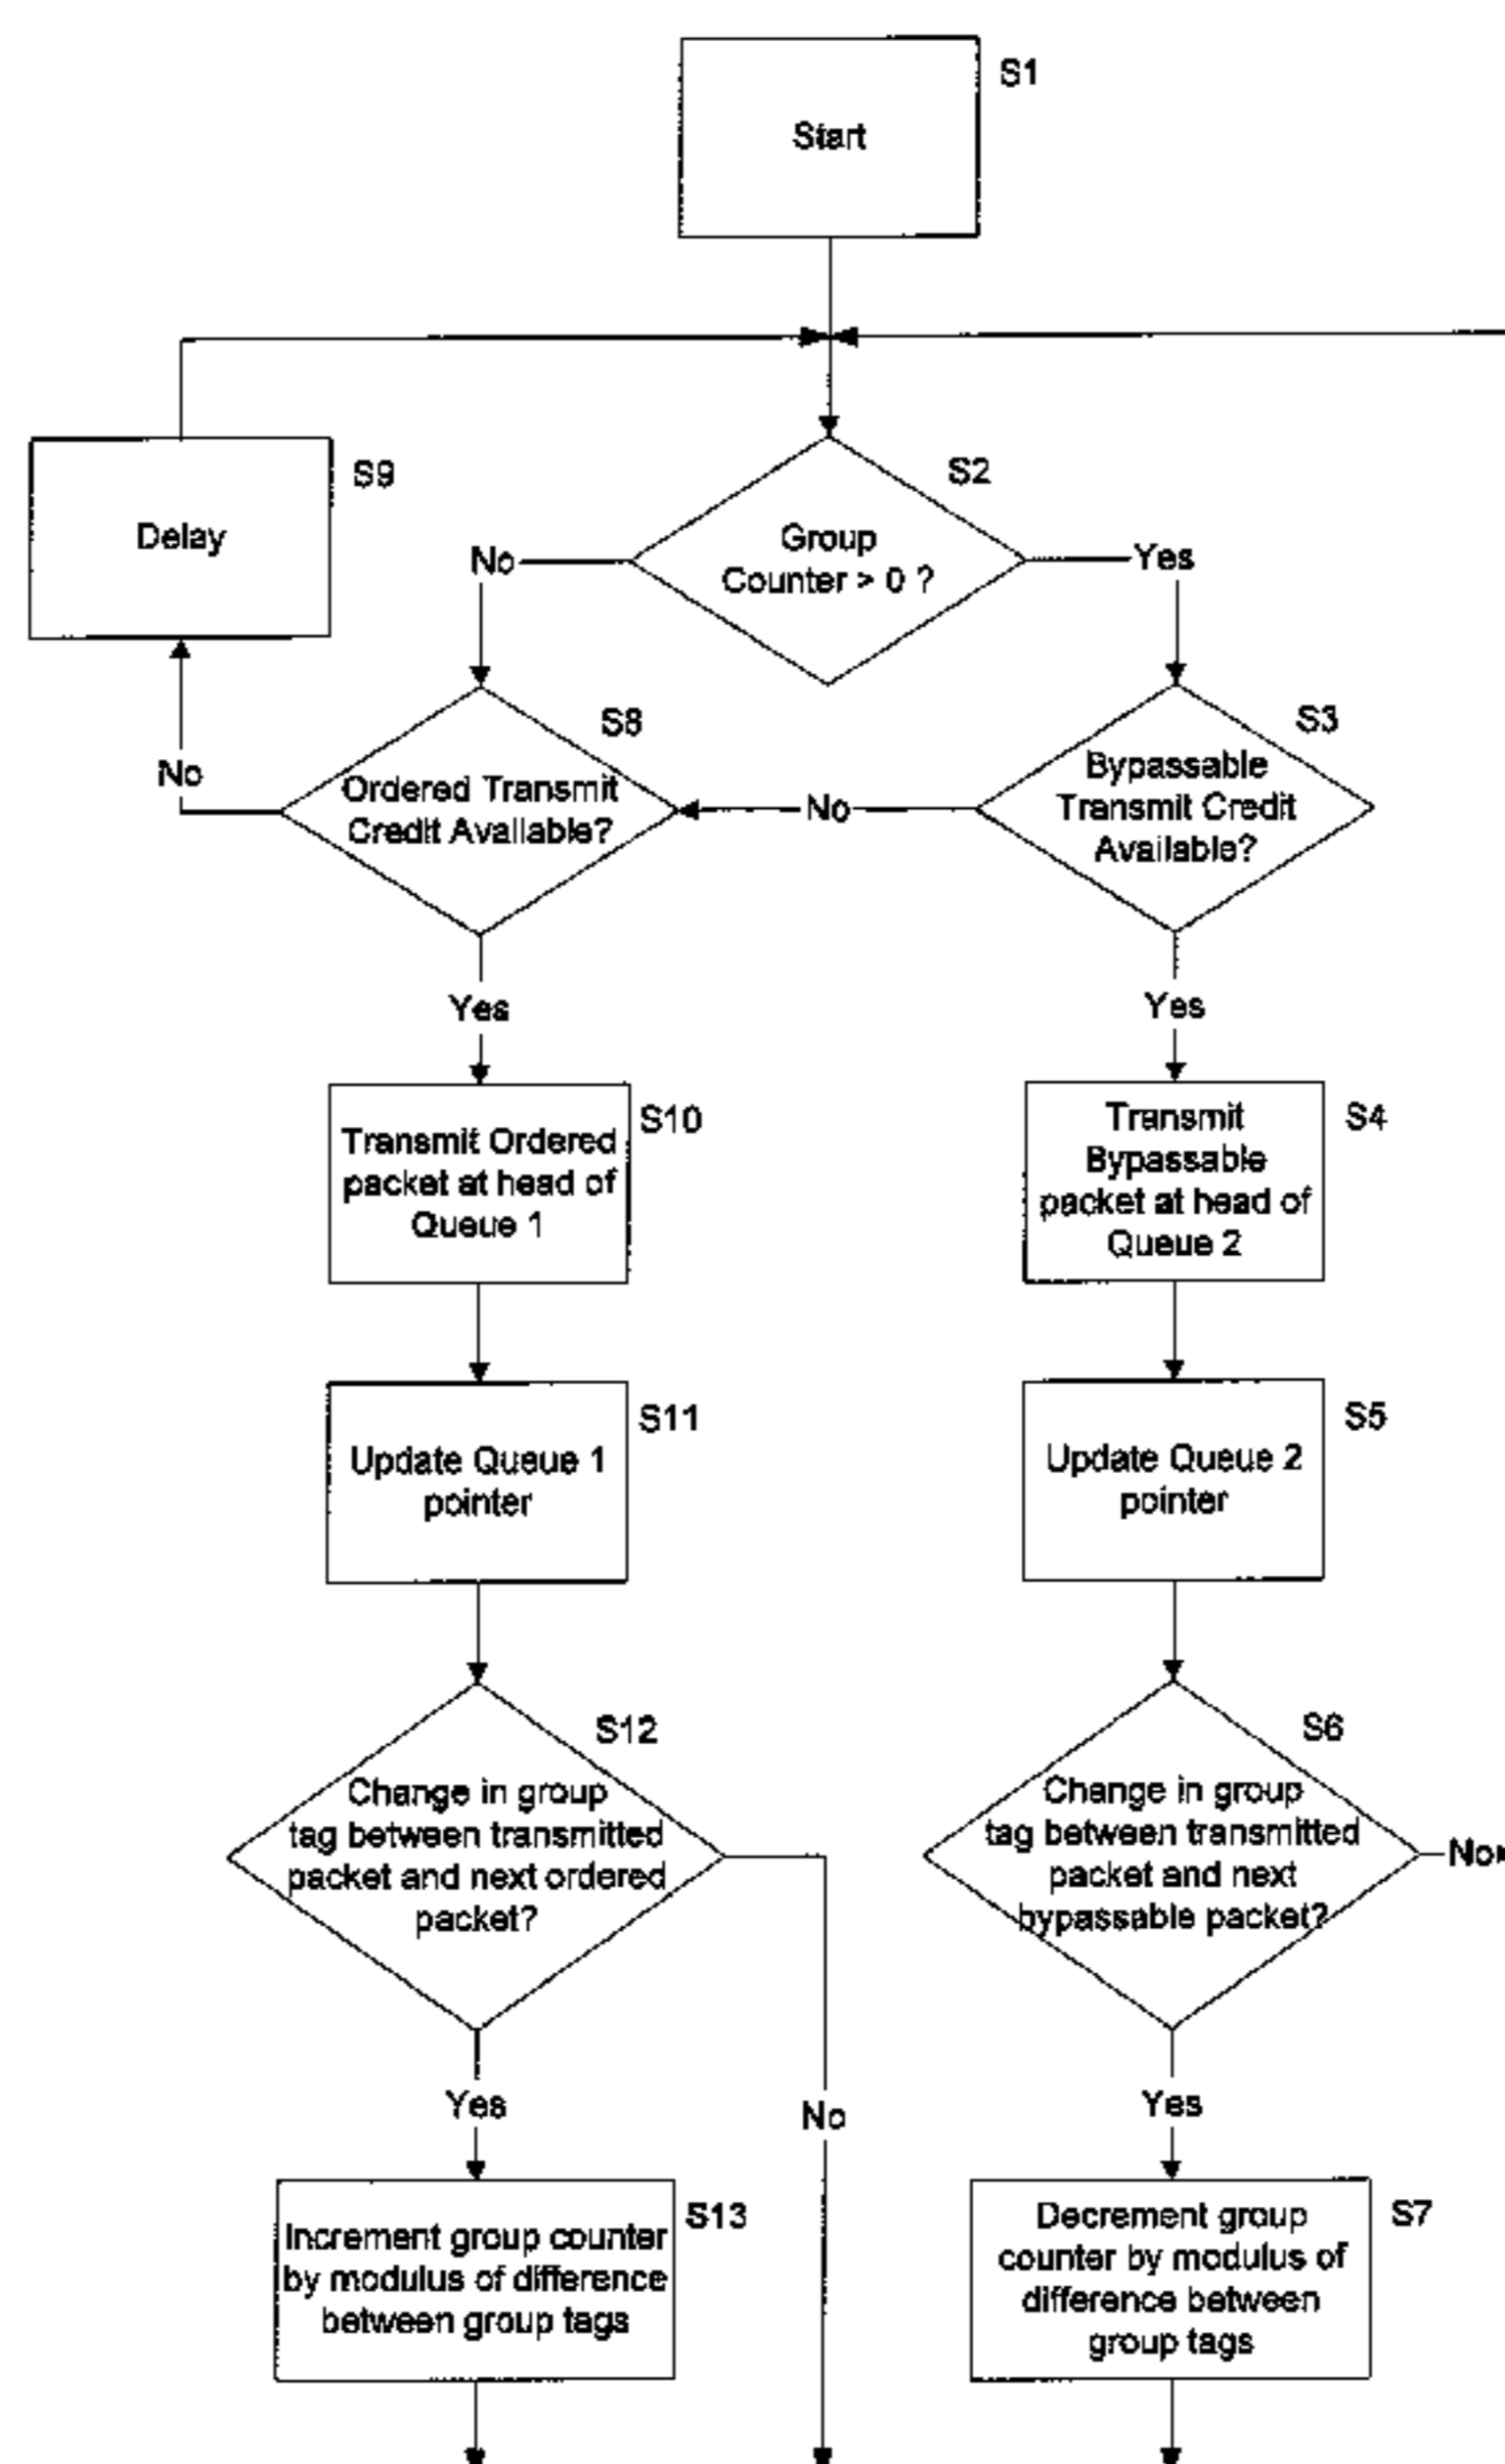 S1
Start
S9
Delay
S2
Group
Counter > 0 ?
No
Yes
S8
Ordered Transmit
Credit Available?
No
No
S3
Bypassable
Transmit Credit
Available?
Yes
Yes
S10
Transmit Ordered
packet at head of
Queue 1
S4
Transmit
Bypassable
packet at head of
Queue 2
S11
Update Queue 1
pointer
S5
Update Queue 2
pointer
S12
Change in group
tag between transmitted
packet and next ordered
packet?
S6
Change in group
tag between transmitted
packet and next
bypassable packet?
No
Yes
No
Yes
S13
Increment group counter
by modulus of difference
between group tags
S7
Decrement group
counter by modulus of
difference between
group tags